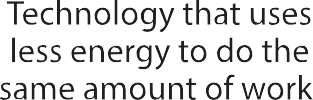 Technology that uses
less energy to do the
same amount of work